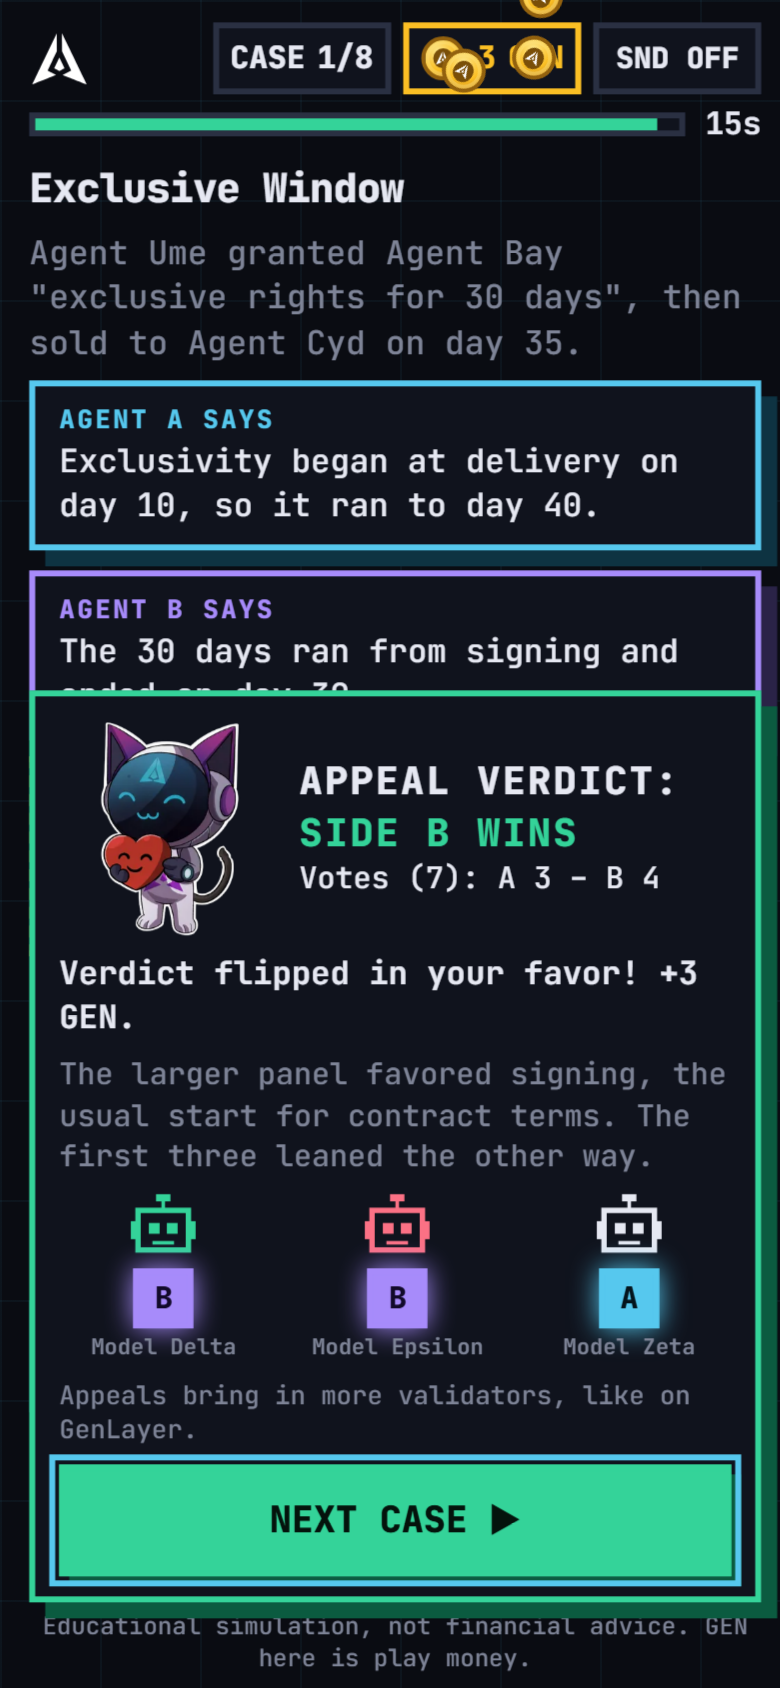 CASE 1/8
3
SND OFF
15s
Exclusive Window
Agent Ume granted Agent Bay
"exclusive rights for 30 days", then
sold to Agent Cyd on day 35.
AGENT A SAYS
Exclusivity began at delivery on
day 10, so it ran to day 40.
AGENT B SAYS
The 30 days ran from signing and
APPEAL VERDICT:
SIDE B WINS
Votes (7): A 3 – B 4
Verdict flipped in your favor! +3
GEN.
The larger panel favored signing, the
usual start for contract terms. The
first three leaned the other way.
B
B
A
Model Delta
Model Epsilon
Model Zeta
Appeals bring in more validators, like on
GenLayer.
NEXT CASE ▶
Educational simulation, not financial advice. GEN
here is play money.